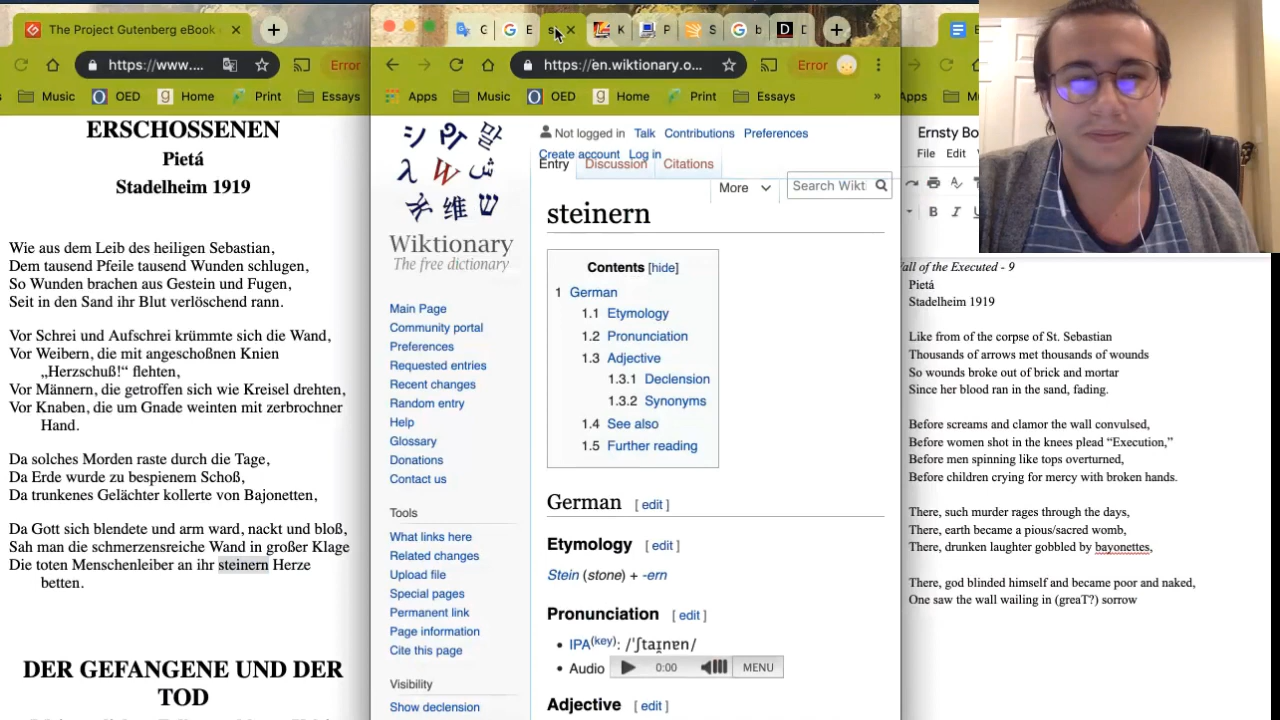 The Project Gutenberg eBook
https://www....
Error
Music
OED
Home
Print
Essays
ERSCHOSSENEN
Pietá
Stadelheim 1919
Wie aus dem Leib des heiligen Sebastian,
Dem tausend Pfeile tausend Wunden schlugen,
So Wunden brachen aus Gestein und Fugen,
Seit in den Sand ihr Blut verlöschend rann.
Vor Schrei und Aufschrei krümmte sich die Wand,
Vor Weibern, die mit angeschoßnen Knien
„Herzschuß!“ flehten,
Vor Männern, die getroffen sich wie Kreisel drehten,
Vor Knaben, die um Gnade weinten mit zerbrochner
Hand.
Da solches Morden raste durch die Tage,
Da Erde wurde zu bespienem Schoß,
Da trunkenes Gelächter kollerte von Bajonetten,
Da Gott sich blendete und arm ward, nackt und bloß,
Sah man die schmerzensreiche Wand in großer Klage
Die toten Menschenleiber an ihr steinern Herze
betten.
DER GEFANGENE UND DER
TOD
G
E
s
K
P
S
b
D
https://en.wiktionary.o...
Error
Apps
Music
OED
Home
Print
Essays
»
Not logged in Talk Contributions Preferences
Create account Log in
Entry Discussion Citations
More
Search Wikt
Wiktionary
The free dictionary
Main Page
Community portal
Preferences
Requested entries
Recent changes
Random entry
Help
Glossary
Donations
Contact us
Tools
What links here
Related changes
Upload file
Special pages
Permanent link
Page information
Cite this page
Visibility
Show declension
steinern
Contents [hide]
1 German
1.1 Etymology
1.2 Pronunciation
1.3 Adjective
1.3.1 Declension
1.3.2 Synonyms
1.4 See also
1.5 Further reading
German [ edit ]
Etymology [ edit ]
Stein (stone) + -ern
Pronunciation [ edit ]
• IPA(key): /ˈʃtaɪ̯nɐn/
• Audio 0:00 MENU
Adjective [ edit ]
Apps
Ernsty Bo
File Edit
B I
all of the Executed - 9
Pietá
Stadelheim 1919
Like from of the corpse of St. Sebastian
Thousands of arrows met thousands of wounds
So wounds broke out of brick and mortar
Since her blood ran in the sand, fading.
Before screams and clamor the wall convulsed,
Before women shot in the knees plead “Execution,”
Before men spinning like tops overturned,
Before children crying for mercy with broken hands.
There, such murder rages through the days,
There, earth became a pious/sacred womb,
There, drunken laughter gobbled by bayonettes,
There, god blinded himself and became poor and naked,
One saw the wall wailing in (greaT?) sorrow